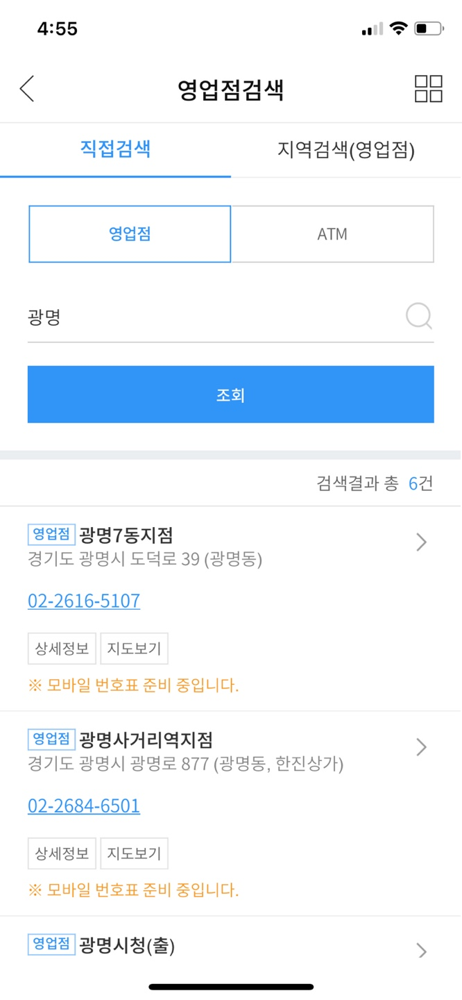 4:55
영업점검색
직접검색 지역검색(영업점)
영업점 ATM
광명
조회
검색결과 총 6건
영업점 광명7동지점
경기도 광명시 도덕로 39 (광명동)
02-2616-5107
상세정보 지도보기
※ 모바일 번호표 준비 중입니다.
영업점 광명사거리역지점
경기도 광명시 광명로 877 (광명동, 한진상가)
02-2684-6501
상세정보 지도보기
※ 모바일 번호표 준비 중입니다.
영업점 광명시청(출)